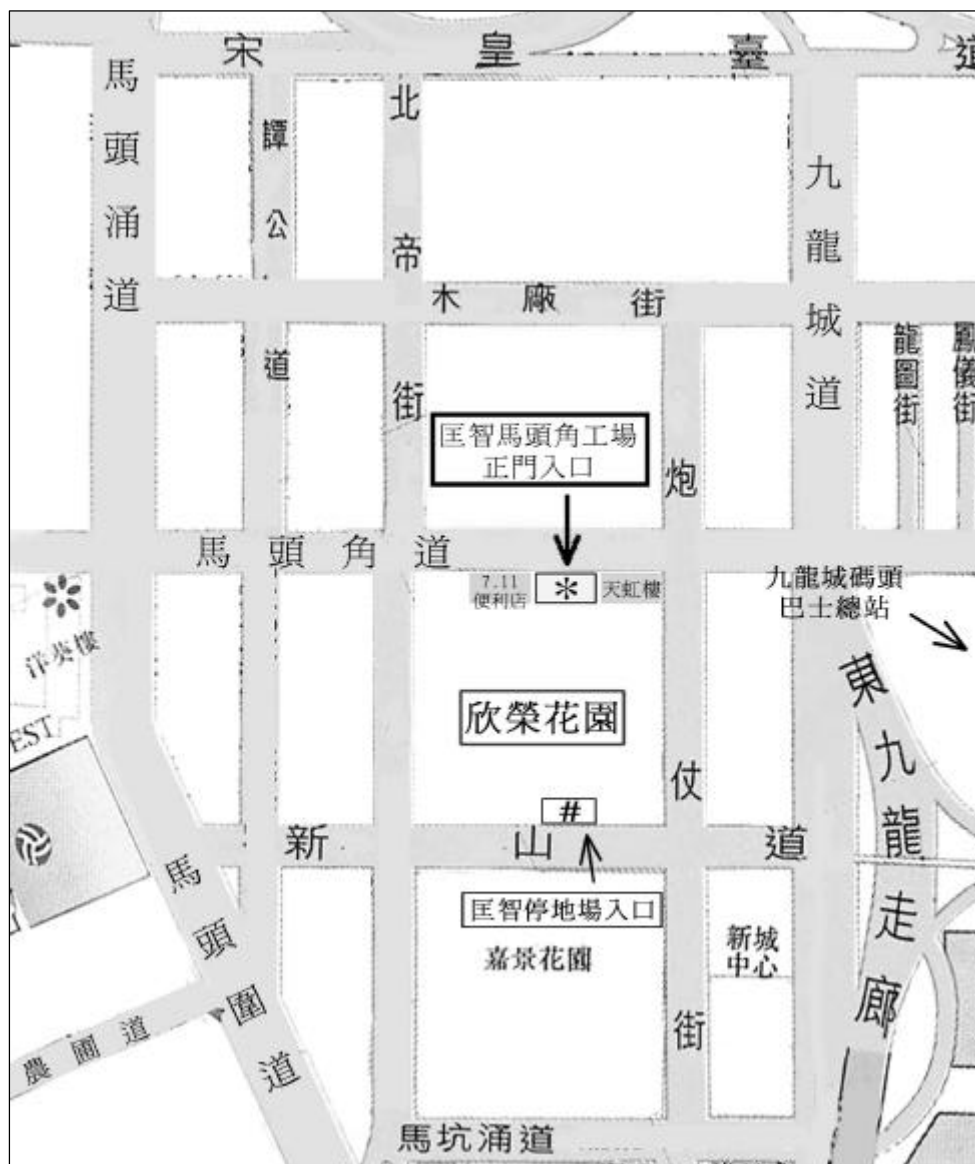 宋皇臺道
馬頭涌道
譚公道
北帝街
九龍城道
木廠街
龍圖街
鳳儀街
匡智馬頭角工場
正門入口
炮仗街
馬頭角道
7.11
便利店
*
天虹樓
九龍城碼頭
巴士總站
洋葵樓
EST
欣榮花園
東九龍走廊
#
新山道
馬頭圍道
匡智停地場入口
嘉景花園
新城
中心
農圃道
馬坑涌道